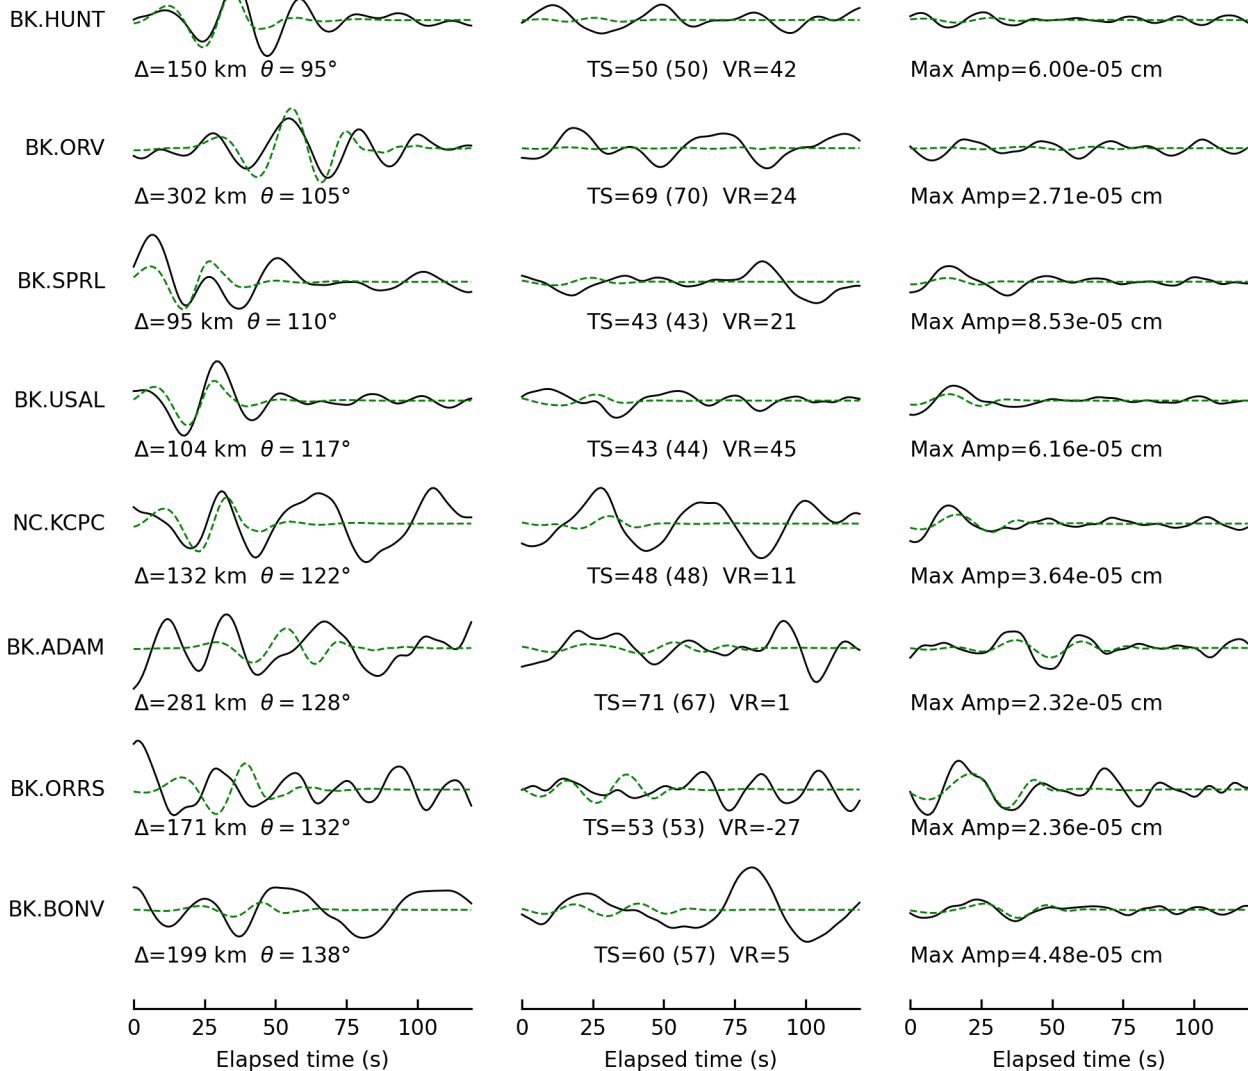 BK.HUNT
Δ=150 km θ = 95° TS=50 (50) VR=42 Max Amp=6.00e-05 cm
BK.ORV
Δ=302 km θ = 105° TS=69 (70) VR=24 Max Amp=2.71e-05 cm
BK.SPRL
Δ=95 km θ = 110° TS=43 (43) VR=21 Max Amp=8.53e-05 cm
BK.USAL
Δ=104 km θ = 117° TS=43 (44) VR=45 Max Amp=6.16e-05 cm
NC.KCPC
Δ=132 km θ = 122° TS=48 (48) VR=11 Max Amp=3.64e-05 cm
BK.ADAM
Δ=281 km θ = 128° TS=71 (67) VR=1 Max Amp=2.32e-05 cm
BK.ORRS
Δ=171 km θ = 132° TS=53 (53) VR=-27 Max Amp=2.36e-05 cm
BK.BONV
Δ=199 km θ = 138° TS=60 (57) VR=5 Max Amp=4.48e-05 cm
0 25 50 75 100 0 25 50 75 100 0 25 50 75 100
Elapsed time (s) Elapsed time (s) Elapsed time (s)